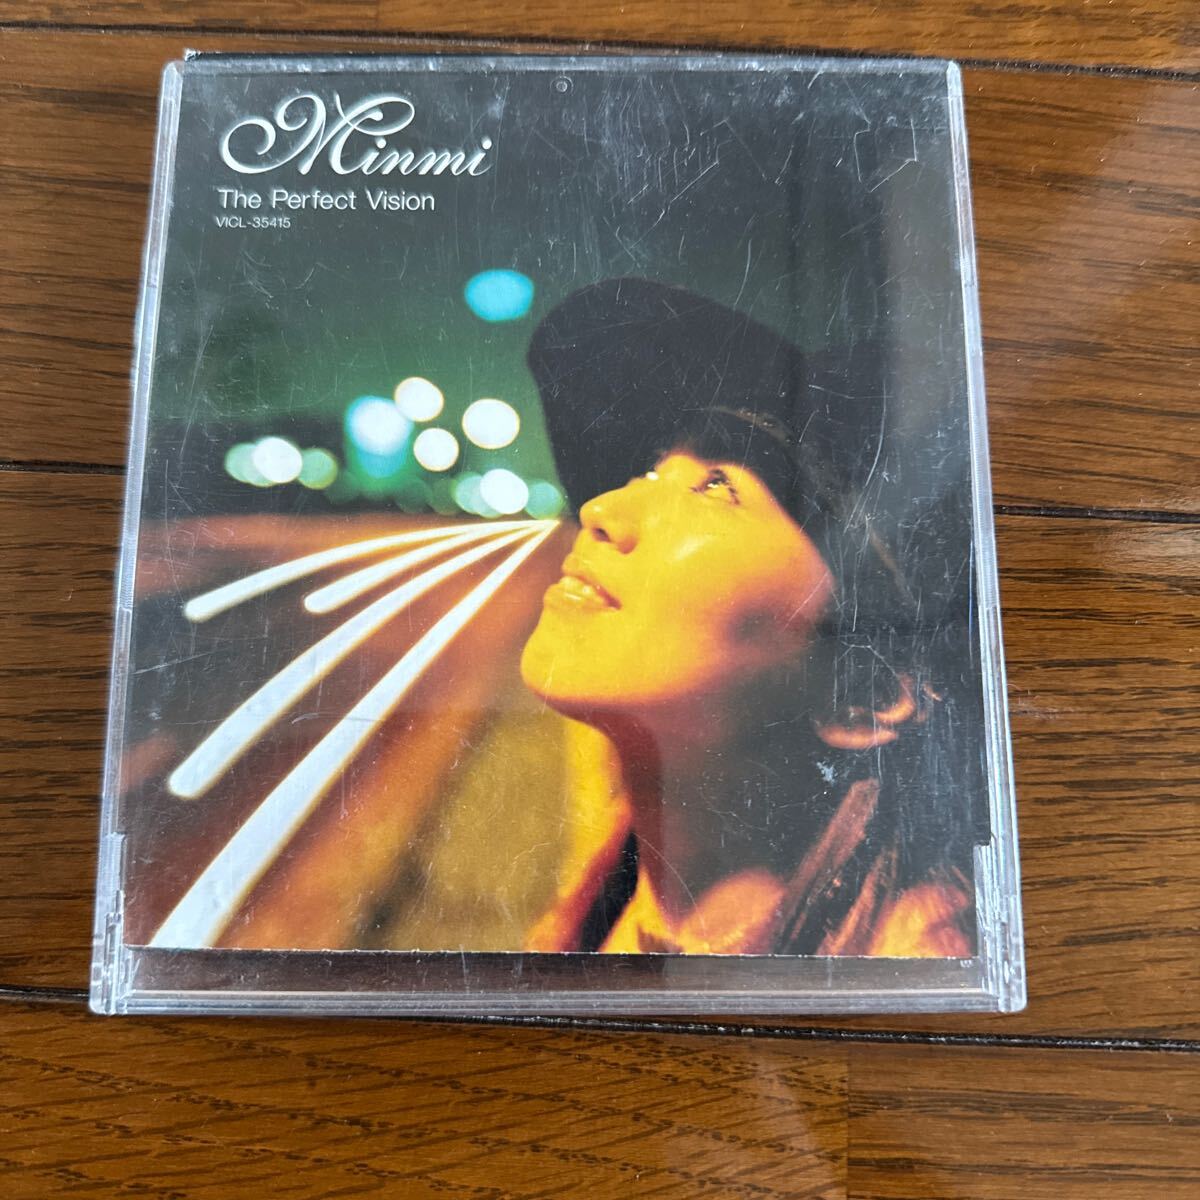 Minmi
The Perfect Vision
VICL-35415